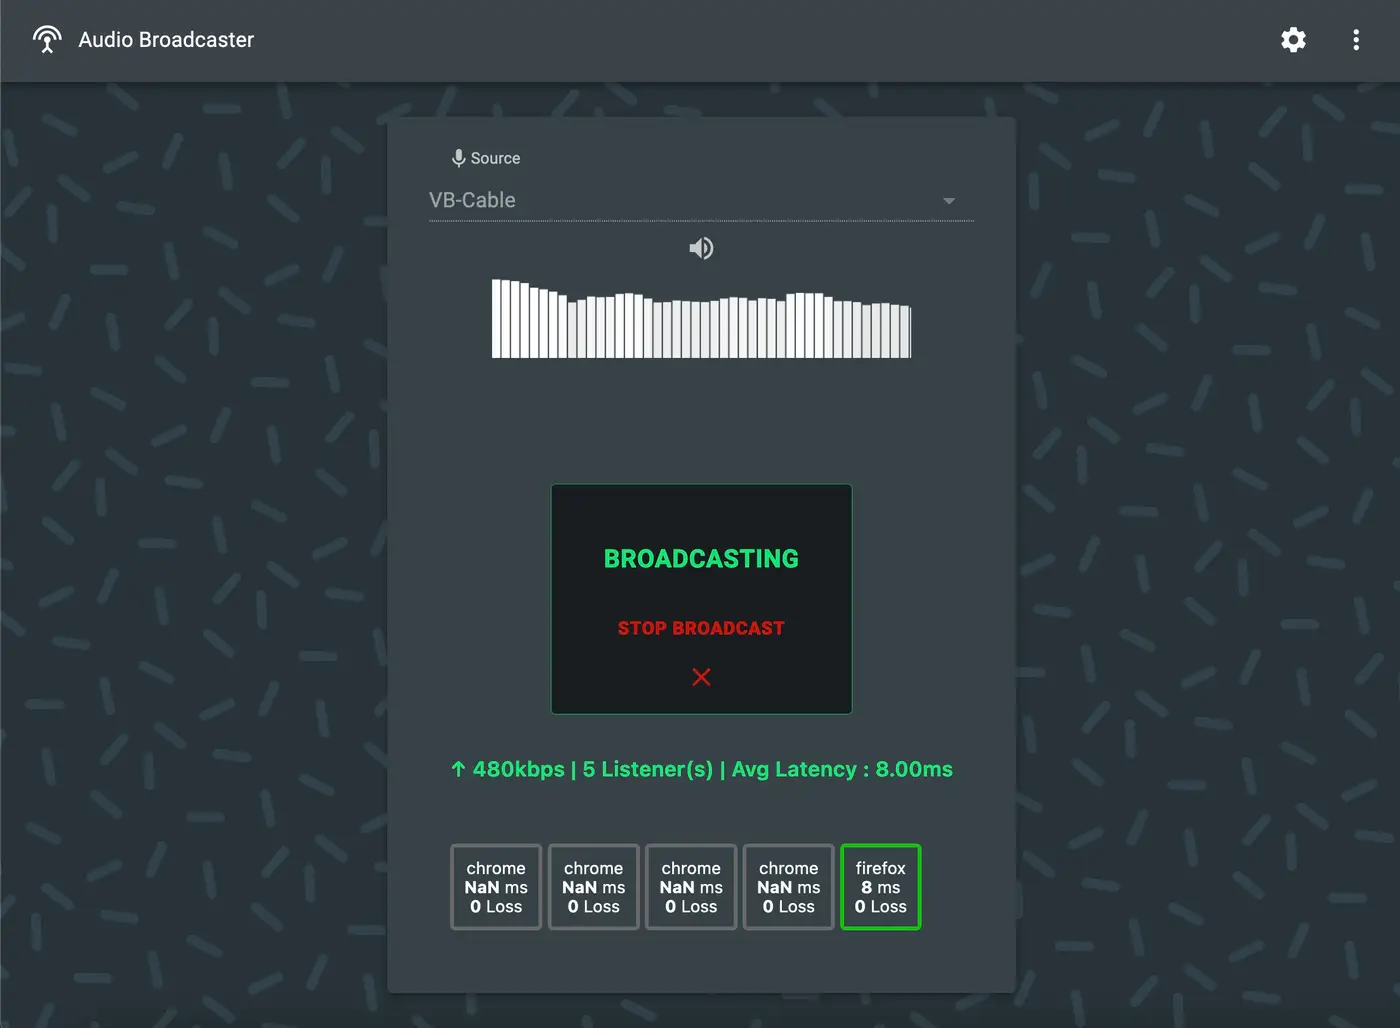 Audio Broadcaster
Source
VB-Cable
BROADCASTING
STOP BROADCAST
↑ 480kbps | 5 Listener(s) | Avg Latency : 8.00ms
chrome
NaN ms
0 Loss
chrome
NaN ms
0 Loss
chrome
NaN ms
0 Loss
chrome
NaN ms
0 Loss
firefox
8 ms
0 Loss